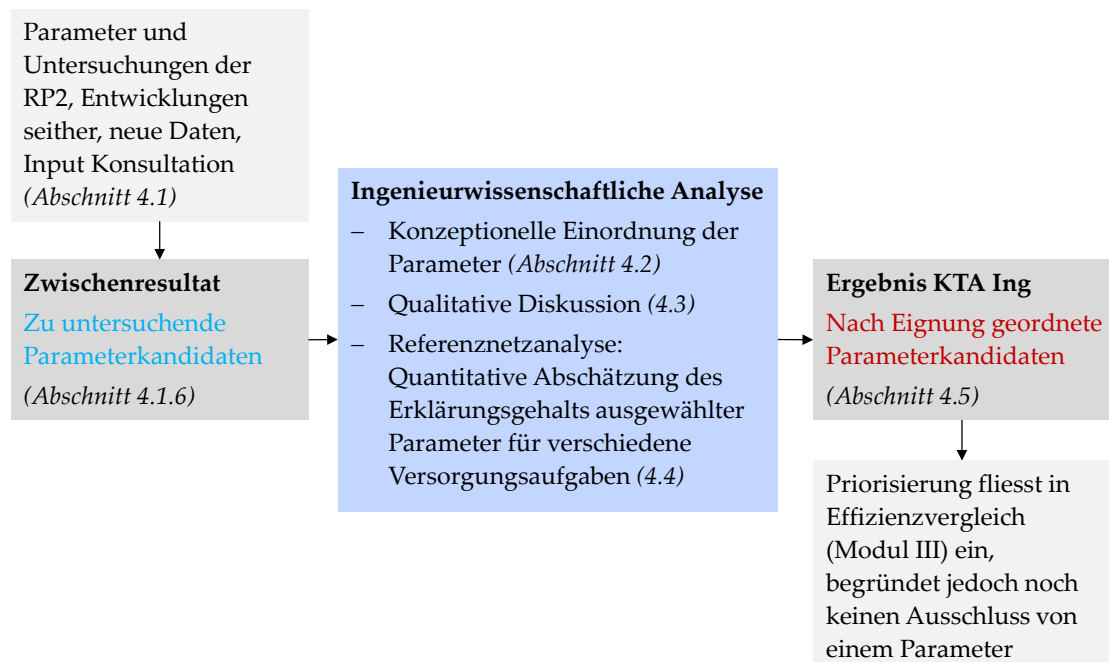 Parameter und
Untersuchungen der
RP2, Entwicklungen
seither, neue Daten,
Input Konsultation
(Abschnitt 4.1)
Zwischenresultat
Zu untersuchende
Parameterkandidaten
(Abschnitt 4.1.6)
Ingenieurwissenschaftliche Analyse
– Konzeptionelle Einordnung der
Parameter (Abschnitt 4.2)
– Qualitative Diskussion (4.3)
– Referenznetzanalyse:
Quantitative Abschätzung des
Erklärungsgehalts ausgewählter
Parameter für verschiedene
Versorgungsaufgaben (4.4)
Ergebnis KTA Ing
Nach Eignung geordnete
Parameterkandidaten
(Abschnitt 4.5)
Priorisierung fliesst in
Effizienzvergleich
(Modul III) ein,
begründet jedoch noch
keinen Ausschluss von
einem Parameter